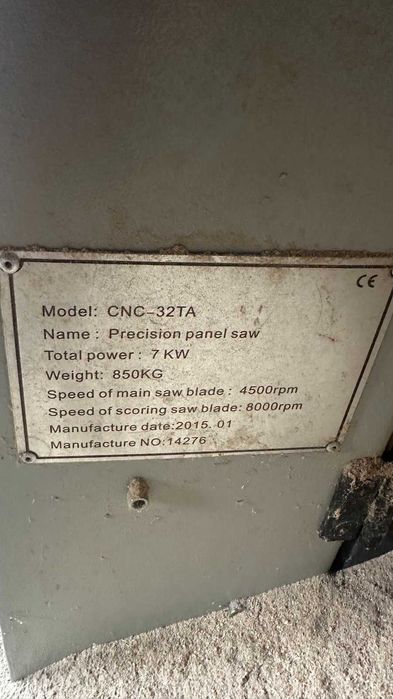 CE
Model: CNC-32TA
Name : Precision panel saw
Total power : 7 KW
Weight: 850KG
Speed of main saw blade : 4500rpm
Speed of scoring saw blade: 8000rpm
Manufacture date:2015. 01
Manufacture NO:14276